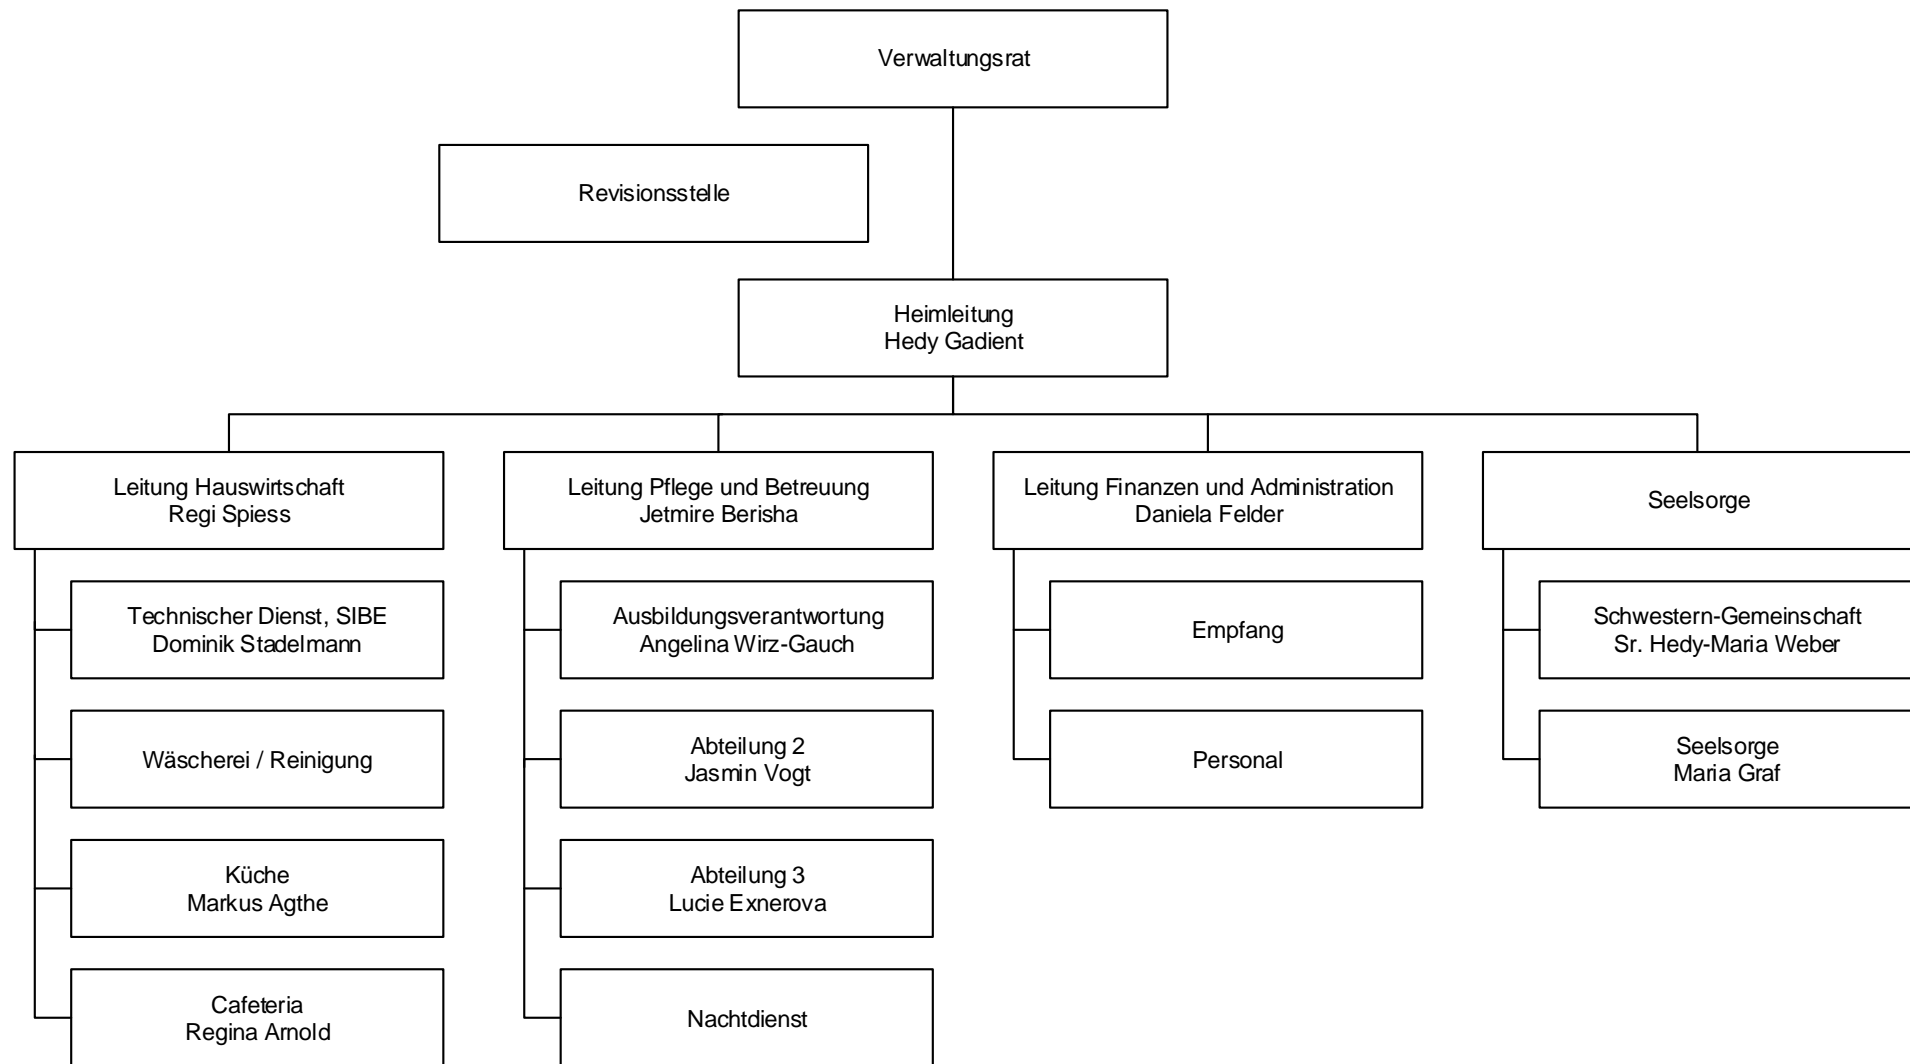 Verwaltungsrat
Revisionsstelle
Heimleitung
Hedy Gadient
Leitung Hauswirtschaft
Regi Spiess
Leitung Pflege und Betreuung
Jetmire Berisha
Leitung Finanzen und Administration
Daniela Felder
Seelsorge
Technischer Dienst, SIBE
Dominik Stadelmann
Ausbildungsverantwortung
Angelina Wirz-Gauch
Empfang
Schwestern-Gemeinschaft
Sr. Hedy-Maria Weber
Wäscherei / Reinigung
Abteilung 2
Jasmin Vogt
Personal
Seelsorge
Maria Graf
Küche
Markus Agthe
Abteilung 3
Lucie Exnerova
Cafeteria
Regina Arnold
Nachtdienst